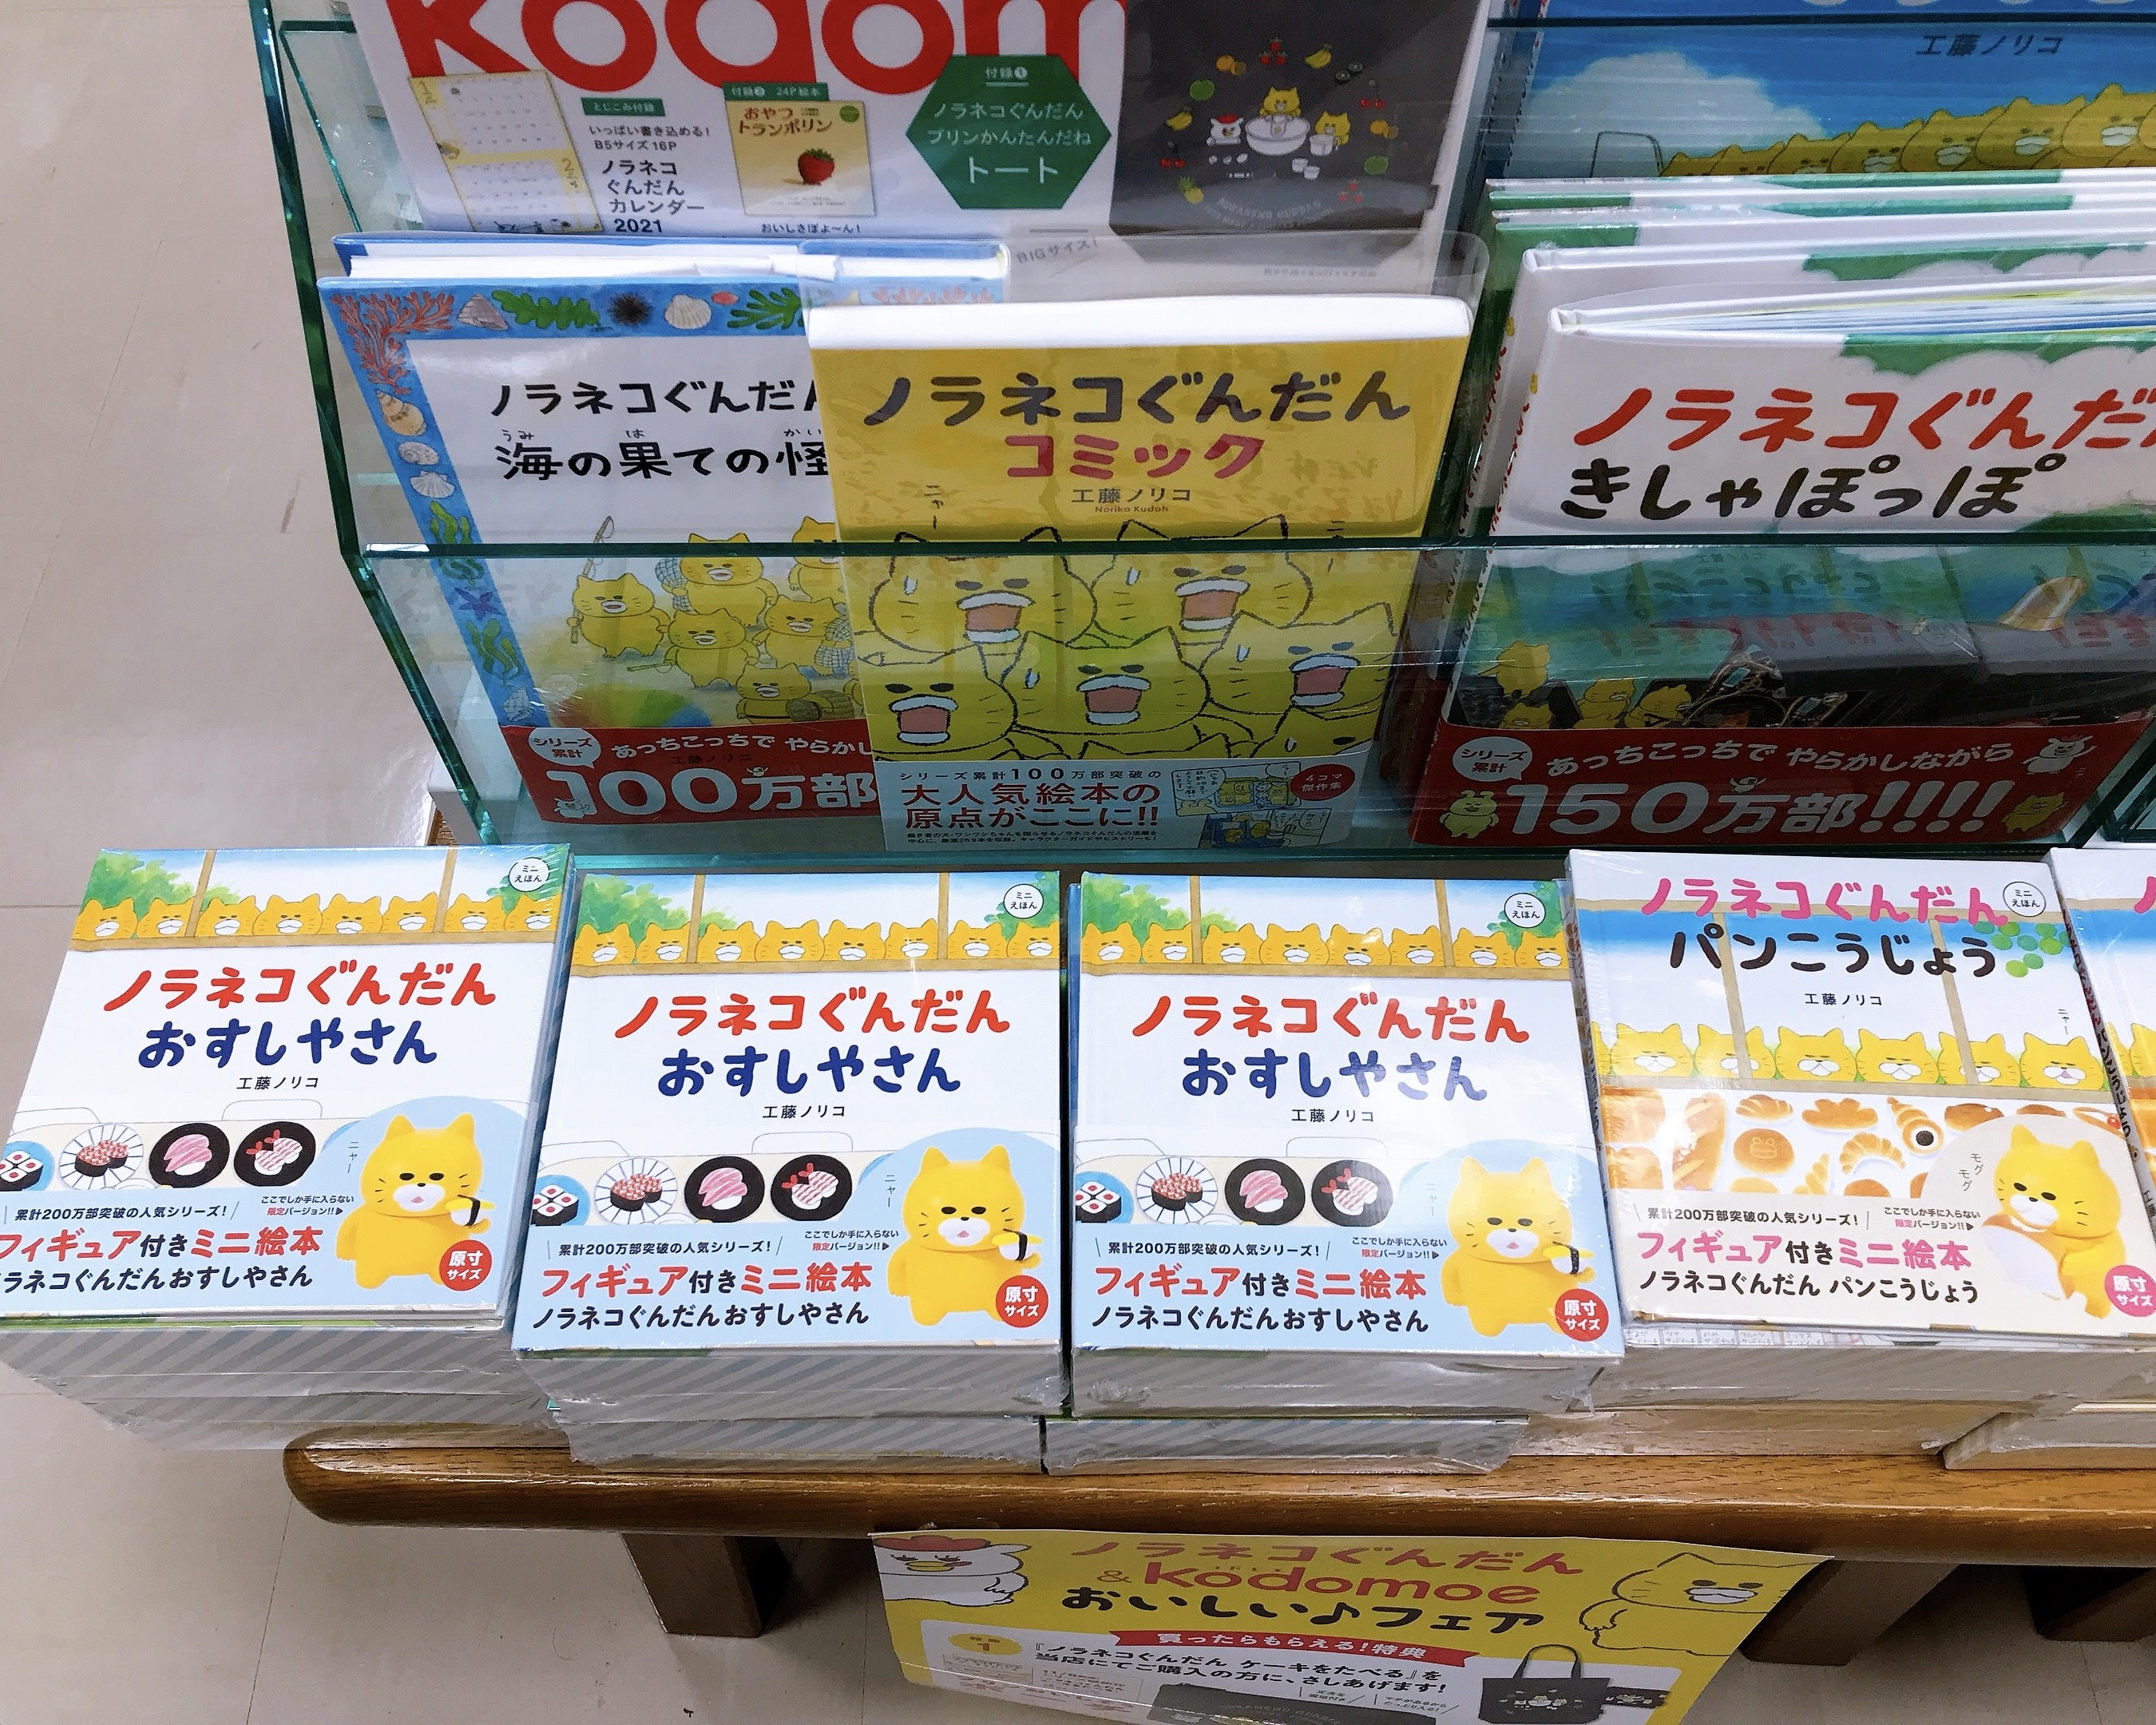 工藤ノリコ
Kodom
とじこみ付録
いっぱい書き込める!
B5サイズ 16P
ノラネコ
ぐんだん
カレンダー
2021
付録❷ 24P絵本
おやつ
トランポリン
おいしさぽよ〜ん!
付録❶
ノラネコぐんだん
プリンかんたんだね
トート
BIGサイズ!
ノラネコぐんだん
うみ は かい
海の果ての怪
シリーズ
累計
あっちこっちで やらかし
100万部
ノラネコぐんだん
コミック
工藤ノリコ
Noriko Kudoh
ニャー
シリーズ累計100万部突破の
大人気絵本の
原点がここに!!
4コマ
傑作集
ノラネコぐんだ
きしゃぽっぽ
シリーズ
累計
あっちこっちで やらかしながら
150万部!!!!
ミニ
えほん
ノラネコぐんだん
おすしやさん
工藤ノリコ
ニャー
ここでしか手に入らない
限定バージョン!!▶
累計200万部突破の人気シリーズ!
フィギュア付きミニ絵本
ラネコぐんだんおすしやさん
原寸
サイズ
ミニ
えほん
ノラネコぐんだん
おすしやさん
工藤ノリコ
ニャー
ここでしか手に入らない
限定バージョン!!▶
累計200万部突破の人気シリーズ!
フィギュア付きミニ絵本
ノラネコぐんだんおすしやさん
原寸
サイズ
ミニ
えほん
ノラネコぐんだん
おすしやさん
工藤ノリコ
ニャー
ここでしか手に入らない
限定バージョン!!▶
累計200万部突破の人気シリーズ!
フィギュア付きミニ絵本
ノラネコぐんだんおすしやさん
原寸
サイズ
ミニ
えほん
ノラネコぐんだん
パンこうじょう
工藤ノリコ
ニャー
モグ
モグ
ここでしか手に入らない
限定バージョン!!▶
累計200万部突破の人気シリーズ!
フィギュア付きミニ絵本
ノラネコぐんだん パンこうじょう
原寸
サイズ
ノラネコぐんだん
&kodomoe
おいしい♪フェア
買ったらもらえる!特典
1
『ノラネコぐんだん ケーキをたべる』を
当店にてご購入の方に、さしあげます!